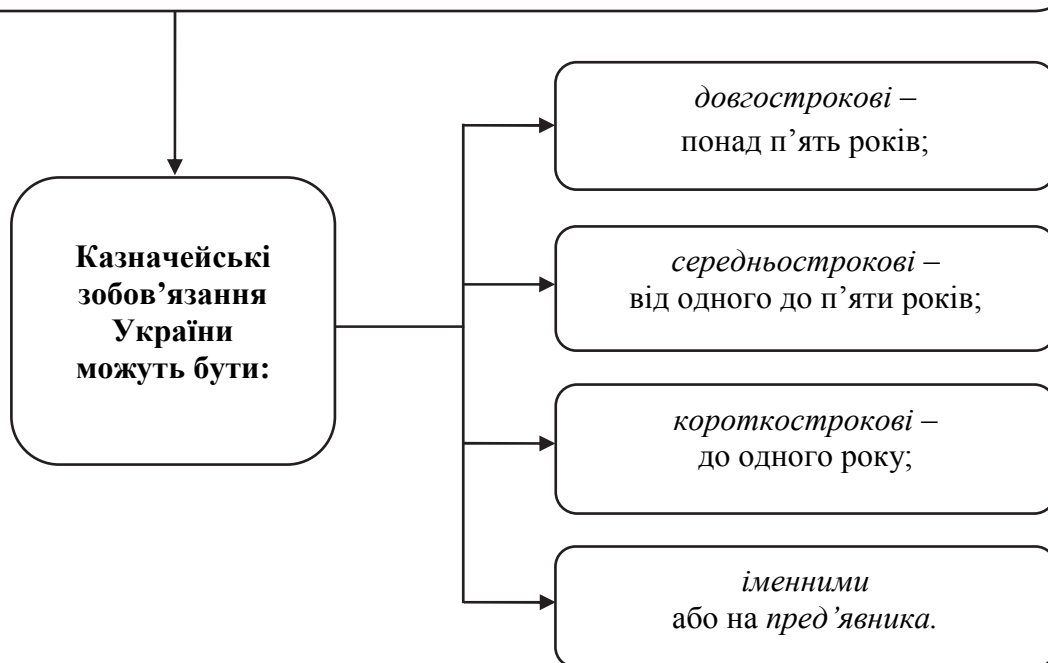 довгострокові –
понад п’ять років;
Казначейські
зобов’язання
України
можуть бути:
середньострокові –
від одного до п’яти років;
короткострокові –
до одного року;
іменними
або на пред’явника.